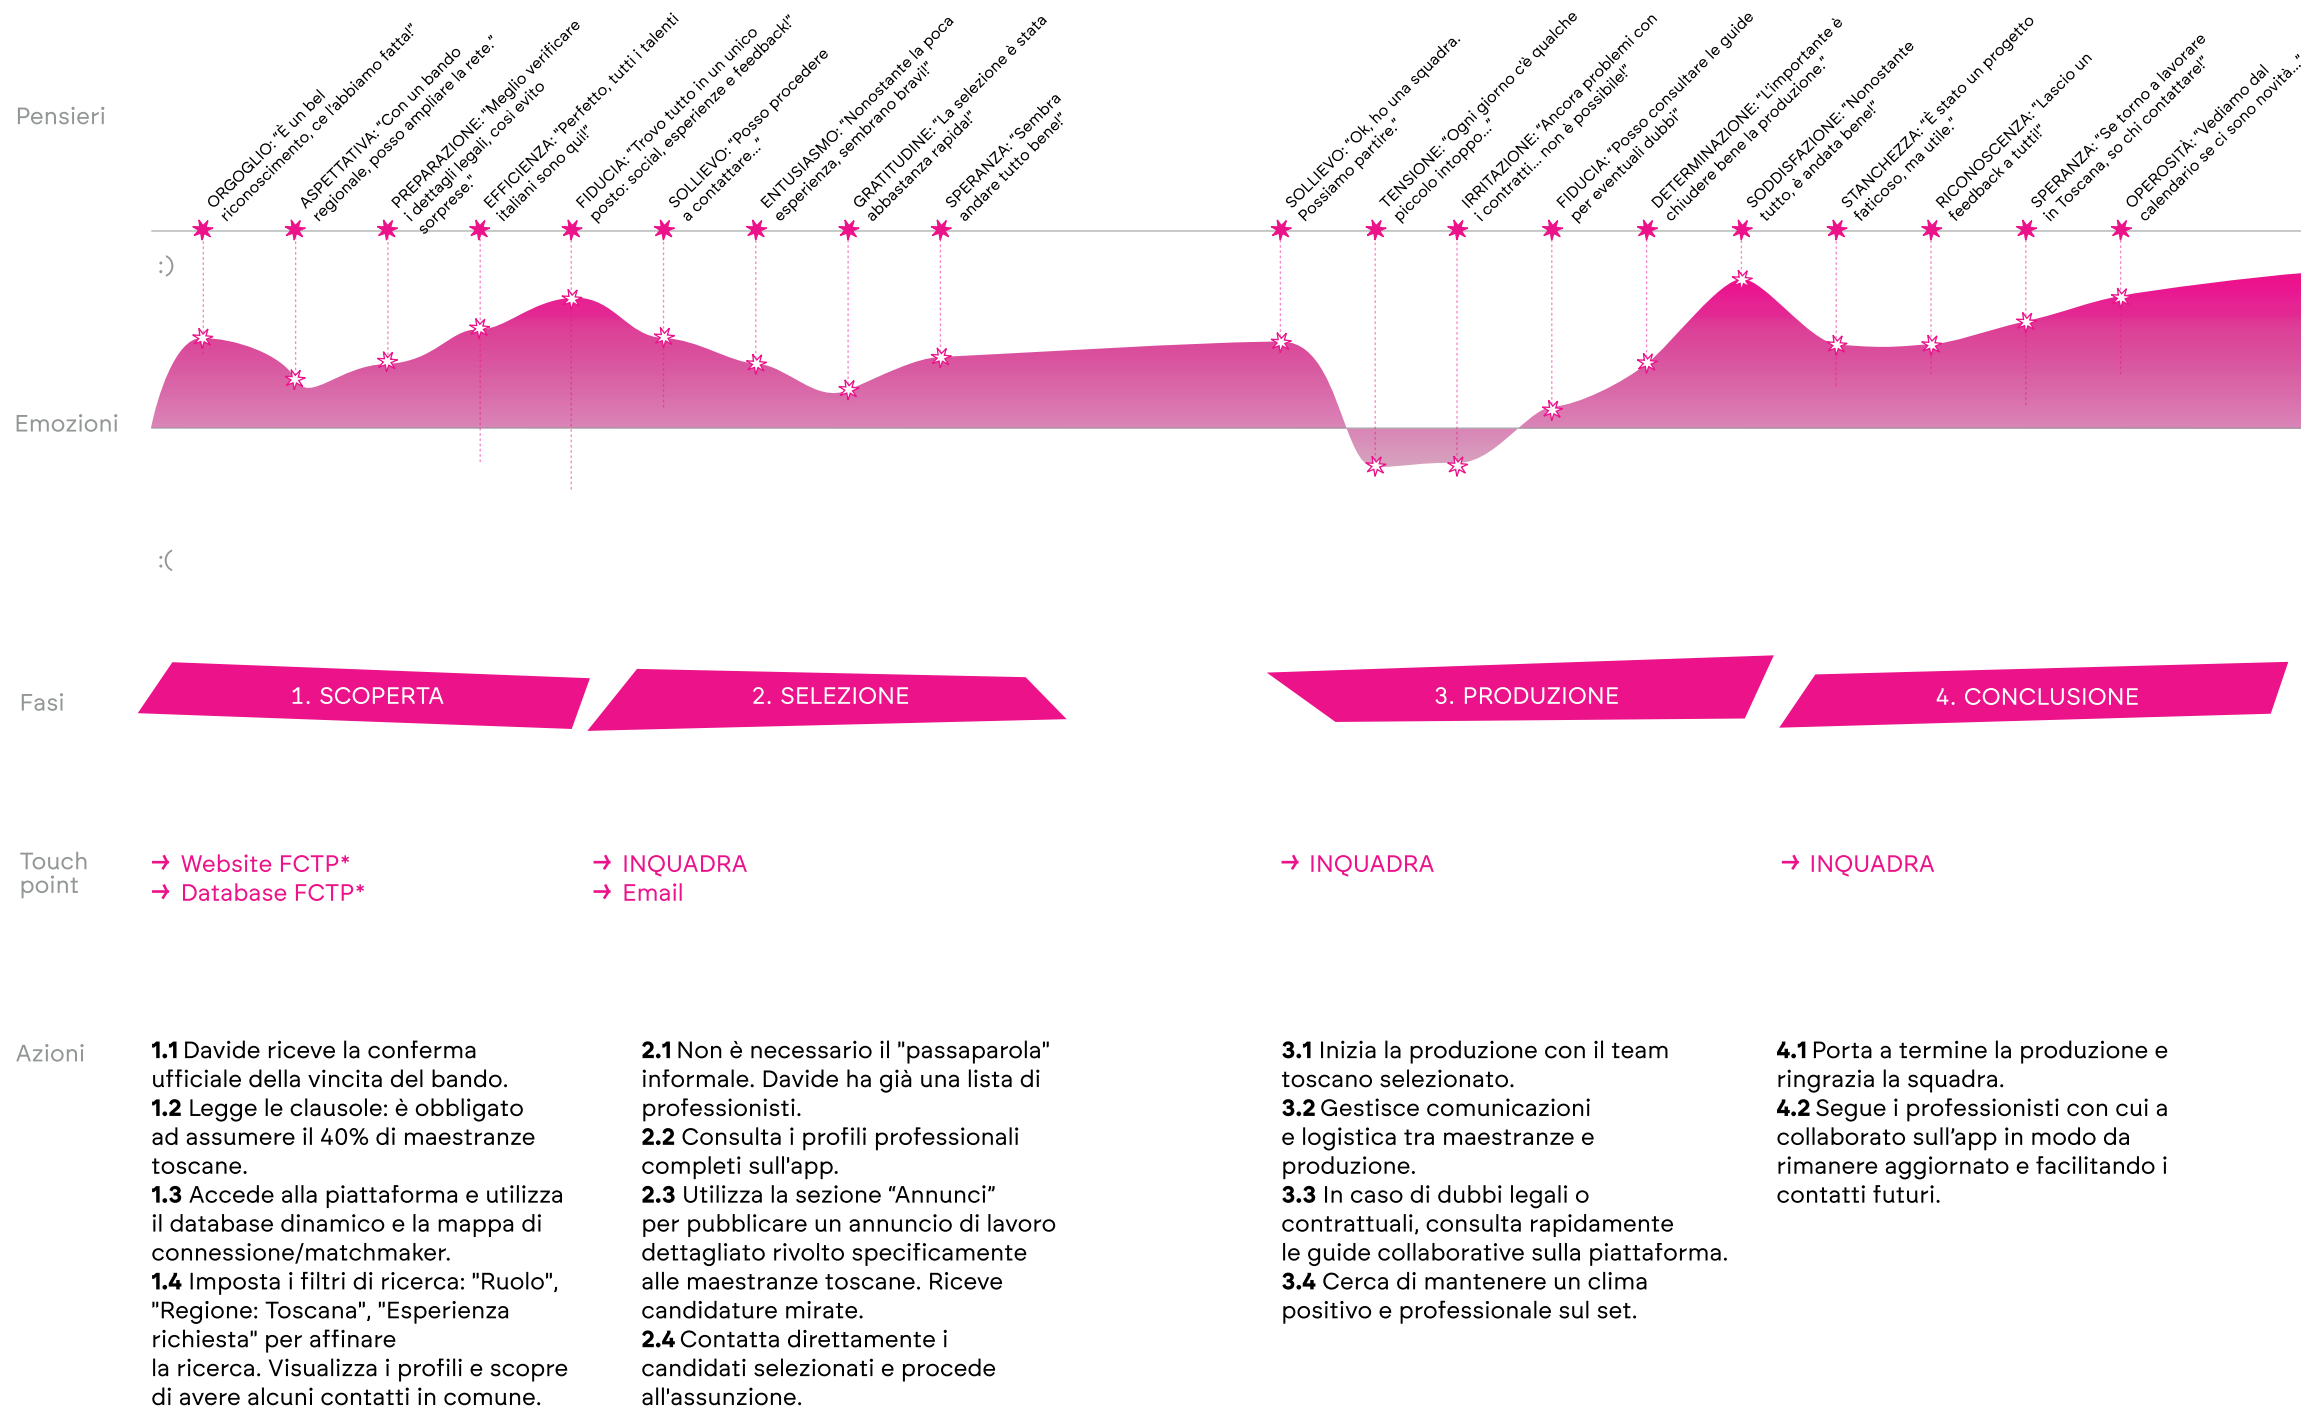 Pensieri
ORGOGLIO: “È un bel
riconoscimento, ce l'abbiamo fatta!”
ASPETTATIVA: “Con un bando
regionale, posso ampliare la rete.”
PREPARAZIONE: “Meglio verificare
i dettagli legali, così evito
sorprese.”
EFFICIENZA: “Perfetto, tutti i talenti
italiani sono qui!”
FIDUCIA: “Trovo tutto in un unico
posto: social, esperienze e feedback!”
SOLLIEVO: “Posso procedere
a contattare...”
ENTUSIASMO: “Nonostante la poca
esperienza, sembrano bravi!”
GRATITUDINE: “La selezione è stata
abbastanza rapida!”
SPERANZA: “Sembra
andare tutto bene!”
SOLLIEVO: “Ok, ho una squadra.
Possiamo partire.”
TENSIONE: “Ogni giorno c'è qualche
piccolo intoppo...”
IRRITAZIONE: “Ancora problemi con
i contratti... non è possibile!”
FIDUCIA: “Posso consultare le guide
per eventuali dubbi”
DETERMINAZIONE: “L'importante è
chiudere bene la produzione.”
SODDISFAZIONE: “Nonostante
tutto, è andata bene!”
STANCHEZZA: “È stato un progetto
faticoso, ma utile.”
RICONOSCENZA: “Lascio un
feedback a tutti!”
SPERANZA: “Se torno a lavorare
in Toscana, so chi contattare!”
OPEROSITÀ: “Vediamo dal
calendario se ci sono novità...”
:)
Emozioni
:(
Fasi
1. SCOPERTA
2. SELEZIONE
3. PRODUZIONE
4. CONCLUSIONE
Touch
point
→ Website FCTP*
→ Database FCTP*
→ INQUADRA
→ Email
→ INQUADRA
→ INQUADRA
Azioni
1.1 Davide riceve la conferma
ufficiale della vincita del bando.
1.2 Legge le clausole: è obbligato
ad assumere il 40% di maestranze
toscane.
1.3 Accede alla piattaforma e utilizza
il database dinamico e la mappa di
connessione/matchmaker.
1.4 Imposta i filtri di ricerca: "Ruolo",
"Regione: Toscana", "Esperienza
richiesta" per affinare
la ricerca. Visualizza i profili e scopre
di avere alcuni contatti in comune.
2.1 Non è necessario il "passaparola"
informale. Davide ha già una lista di
professionisti.
2.2 Consulta i profili professionali
completi sull'app.
2.3 Utilizza la sezione “Annunci”
per pubblicare un annuncio di lavoro
dettagliato rivolto specificamente
alle maestranze toscane. Riceve
candidature mirate.
2.4 Contatta direttamente i
candidati selezionati e procede
all'assunzione.
3.1 Inizia la produzione con il team
toscano selezionato.
3.2 Gestisce comunicazioni
e logistica tra maestranze e
produzione.
3.3 In caso di dubbi legali o
contrattuali, consulta rapidamente
le guide collaborative sulla piattaforma.
3.4 Cerca di mantenere un clima
positivo e professionale sul set.
4.1 Porta a termine la produzione e
ringrazia la squadra.
4.2 Segue i professionisti con cui a
collaborato sull’app in modo da
rimanere aggiornato e facilitando i
contatti futuri.